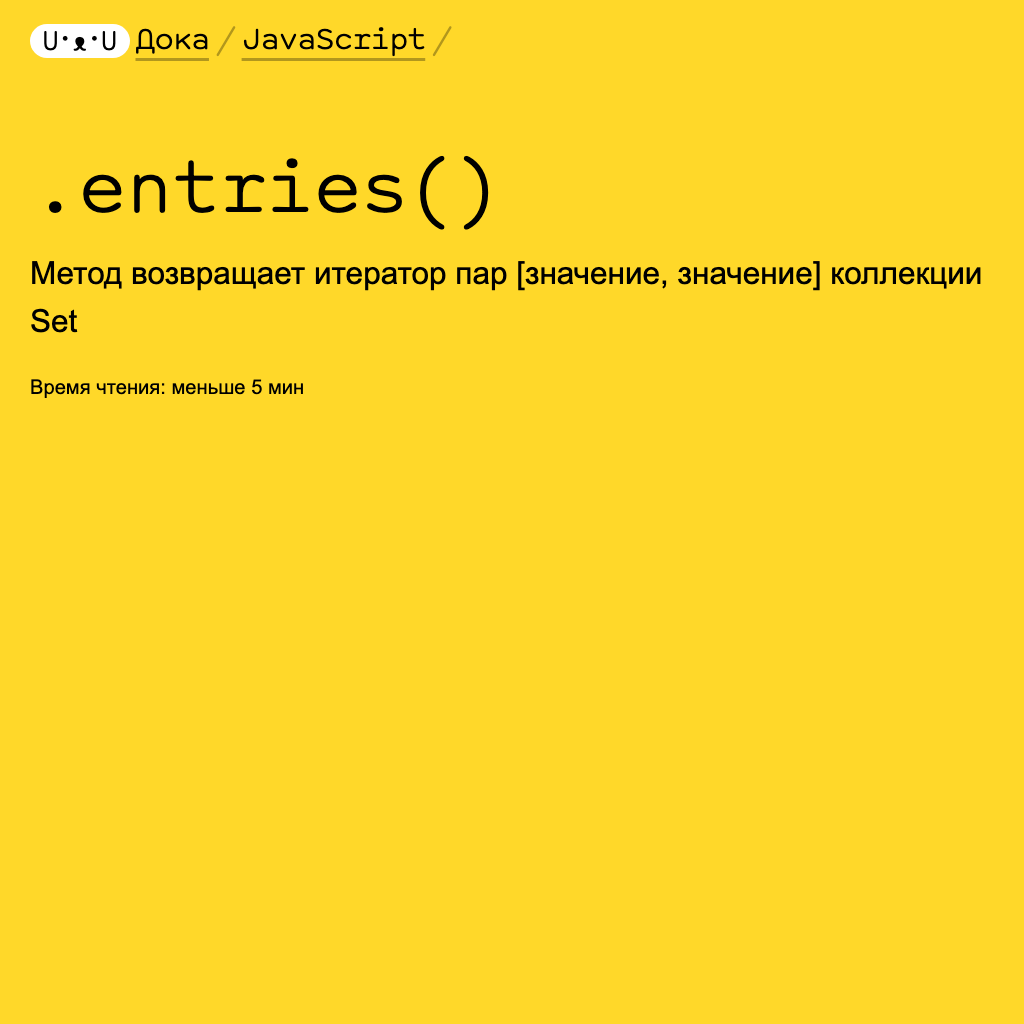 U·ᴥ·U Дока / JavaScript /
.entries()
Метод возвращает итератор пар [значение, значение] коллекции
Set
Время чтения: меньше 5 мин